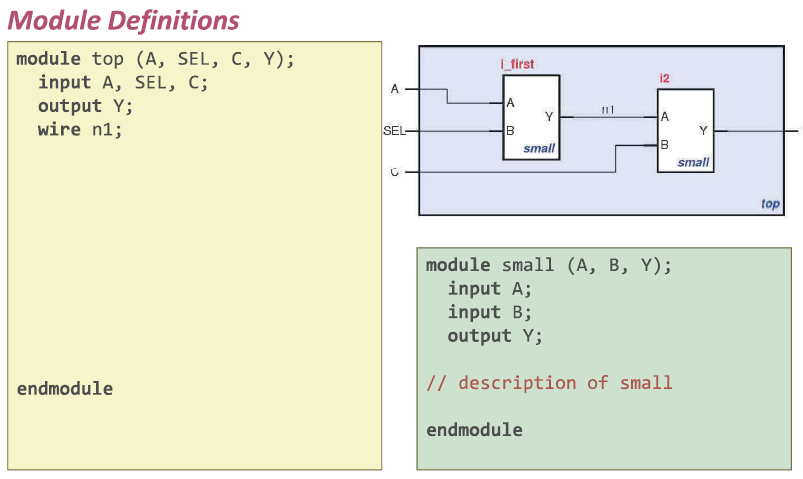 Module Definitions
module top (A, SEL, C, Y);
input A, SEL, C;
output Y;
wire n1;
endmodule
i_first
i2
A
A
Y
n1
A
Y
SEL
B
B
small
small
C
top
module small (A, B, Y);
input A;
input B;
output Y;
// description of small
endmodule